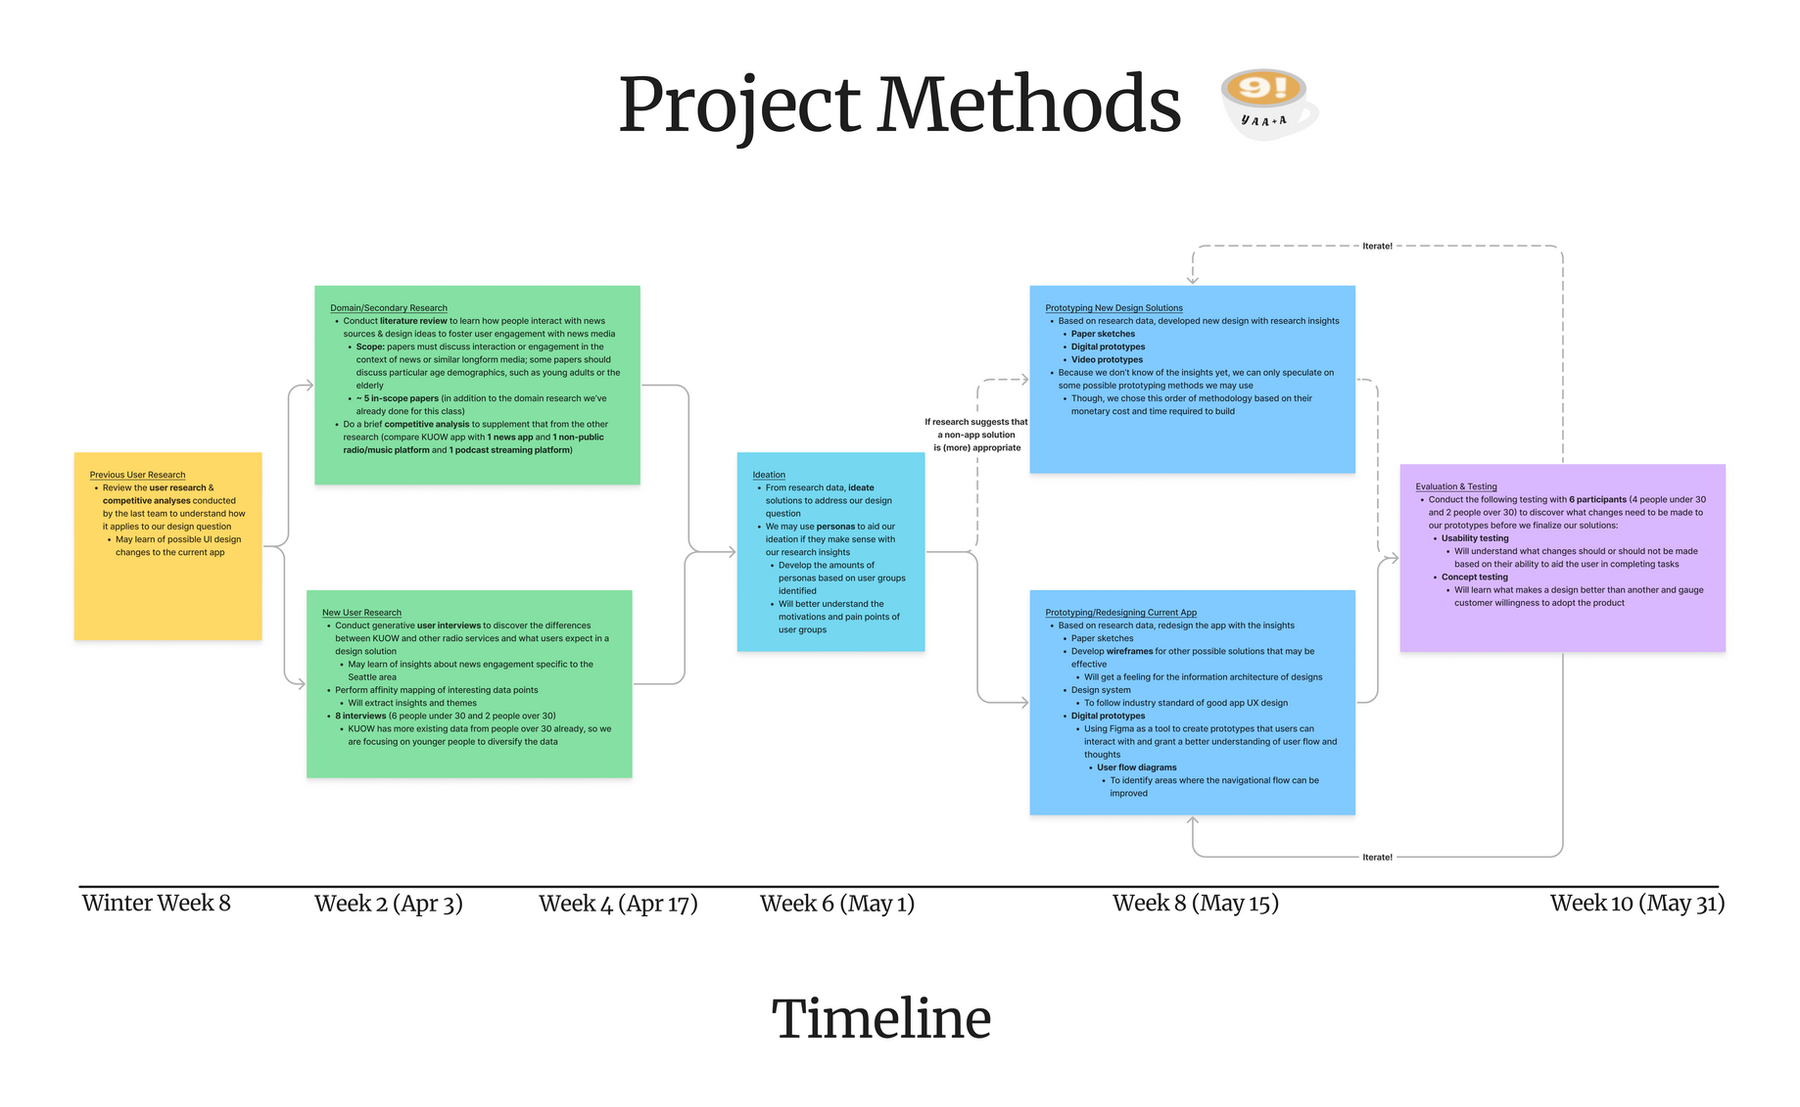 Project Methods
9!
YAA+A
Iterate!
Previous User Research
• Review the user research &
competitive analyses conducted
by the last team to understand how
it applies to our design question
• May learn of possible UI design
changes to the current app
Domain/Secondary Research
• Conduct literature review to learn how people interact with news
sources & design ideas to foster user engagement with news media
• Scope: papers must discuss interaction or engagement in the
context of news or similar longform media; some papers should
discuss particular age demographics, such as young adults or the
elderly
• ~ 5 in-scope papers (in addition to the domain research we've
already done for this class)
• Do a brief competitive analysis to supplement that from the other
research (compare KUOW app with 1 news app and 1 non-public
radio/music platform and 1 podcast streaming platform)
New User Research
• Conduct generative user interviews to discover the differences
between KUOW and other radio services and what users expect in a
design solution
• May learn of insights about news engagement specific to the
Seattle area
• Perform affinity mapping of interesting data points
• Will extract insights and themes
• 8 interviews (6 people under 30 and 2 people over 30)
• KUOW has more existing data from people over 30 already, so we
are focusing on younger people to diversify the data
Ideation
• From research data, ideate
solutions to address our design
question
• We may use personas to aid our
ideation if they make sense with
our research insights
• Develop the amounts of
personas based on user groups
identified
• Will better understand the
motivations and pain points of
user groups
If research suggests that
a non-app solution
is (more) appropriate
Prototyping New Design Solutions
• Based on research data, developed new design with research insights
• Paper sketches
• Digital prototypes
• Video prototypes
• Because we don't know of the insights yet, we can only speculate on
some possible prototyping methods we may use
• Though, we chose this order of methodology based on their
monetary cost and time required to build
Prototyping/Redesigning Current App
• Based on research data, redesign the app with the insights
• Paper sketches
• Develop wireframes for other possible solutions that may be
effective
• Will get a feeling for the information architecture of designs
• Design system
• To follow industry standard of good app UX design
• Digital prototypes
• Using Figma as a tool to create prototypes that users can
interact with and grant a better understanding of user flow and
thoughts
• User flow diagrams
• To identify areas where the navigational flow can be
improved
Evaluation & Testing
• Conduct the following testing with 6 participants (4 people under 30
and 2 people over 30) to discover what changes need to be made to
our prototypes before we finalize our solutions:
• Usability testing
• Will understand what changes should or should not be made
based on their ability to aid the user in completing tasks
• Concept testing
• Will learn what makes a design better than another and gauge
customer willingness to adopt the product
Iterate!
Winter Week 8
Week 2 (Apr 3)
Week 4 (Apr 17)
Week 6 (May 1)
Week 8 (May 15)
Week 10 (May 31)
Timeline